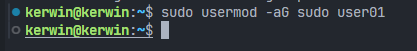 kerwin@kerwin:~$ sudo usermod -aG sudo user01
kerwin@kerwin:~$